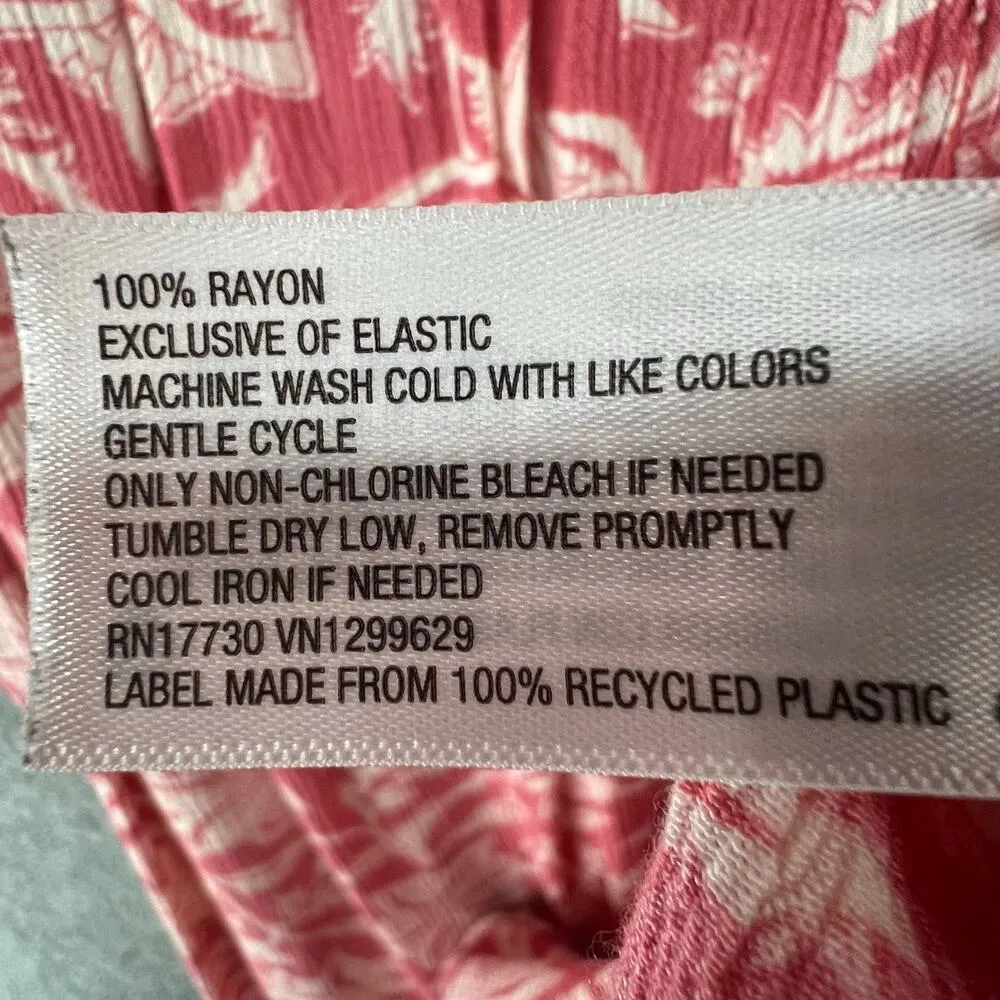 100% RAYON
EXCLUSIVE OF ELASTIC
MACHINE WASH COLD WITH LIKE COLORS
GENTLE CYCLE
ONLY NON-CHLORINE BLEACH IF NEEDED
TUMBLE DRY LOW, REMOVE PROMPTLY
COOL IRON IF NEEDED
RN17730 VN1299629
LABEL MADE FROM 100% RECYCLED PLASTIC